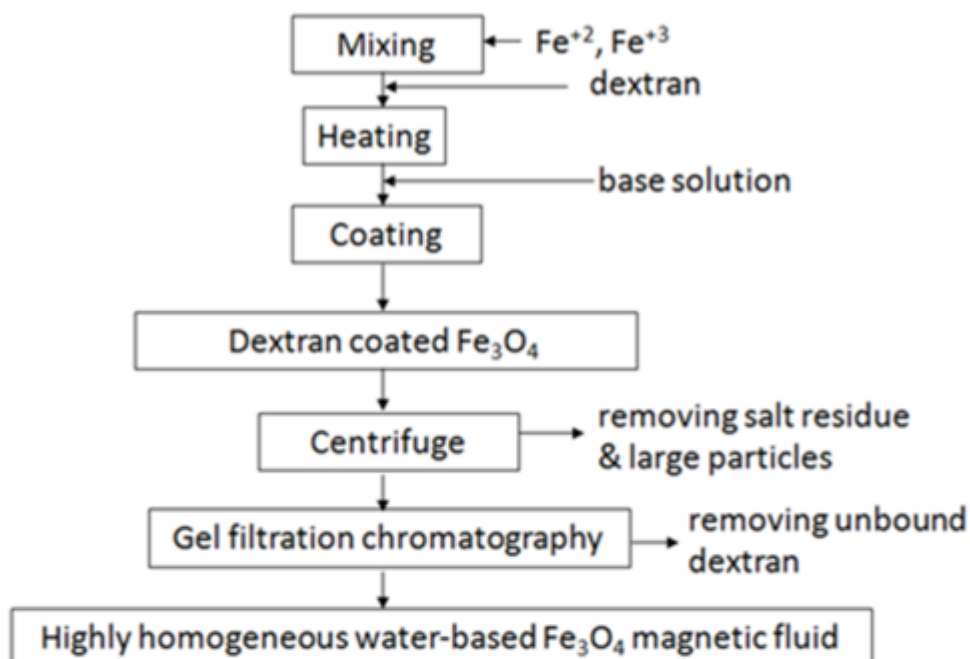 Mixing
Fe⁺², Fe⁺³
dextran
Heating
base solution
Coating
Dextran coated Fe₃O₄
Centrifuge
removing salt residue
& large particles
Gel filtration chromatography
removing unbound
dextran
Highly homogeneous water-based Fe₃O₄ magnetic fluid